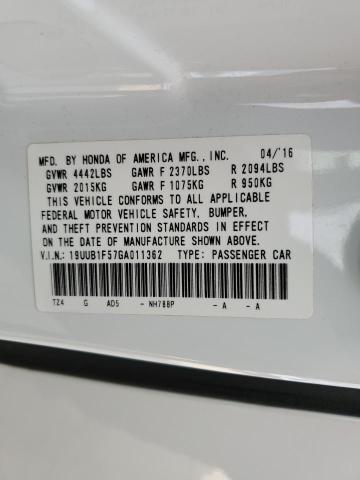 MFD. BY HONDA OF AMERICA MFG., INC. 04/'16
GVWR 4442LBS GAWR F 2370LBS R 2094LBS
GVWR 2015KG GAWR F 1075KG R 950KG
THIS VEHICLE CONFORMS TO ALL APPLICABLE
FEDERAL MOTOR VEHICLE SAFETY, BUMPER,
AND THEFT PREVENTION STANDARDS IN EFFECT
ON THE DATE OF MANUFACTURE SHOWN ABOVE.
V.I.N.: 19UUB1F57GA011362 TYPE: PASSENGER CAR
TZ4 G AD5 - NH788P - A - A